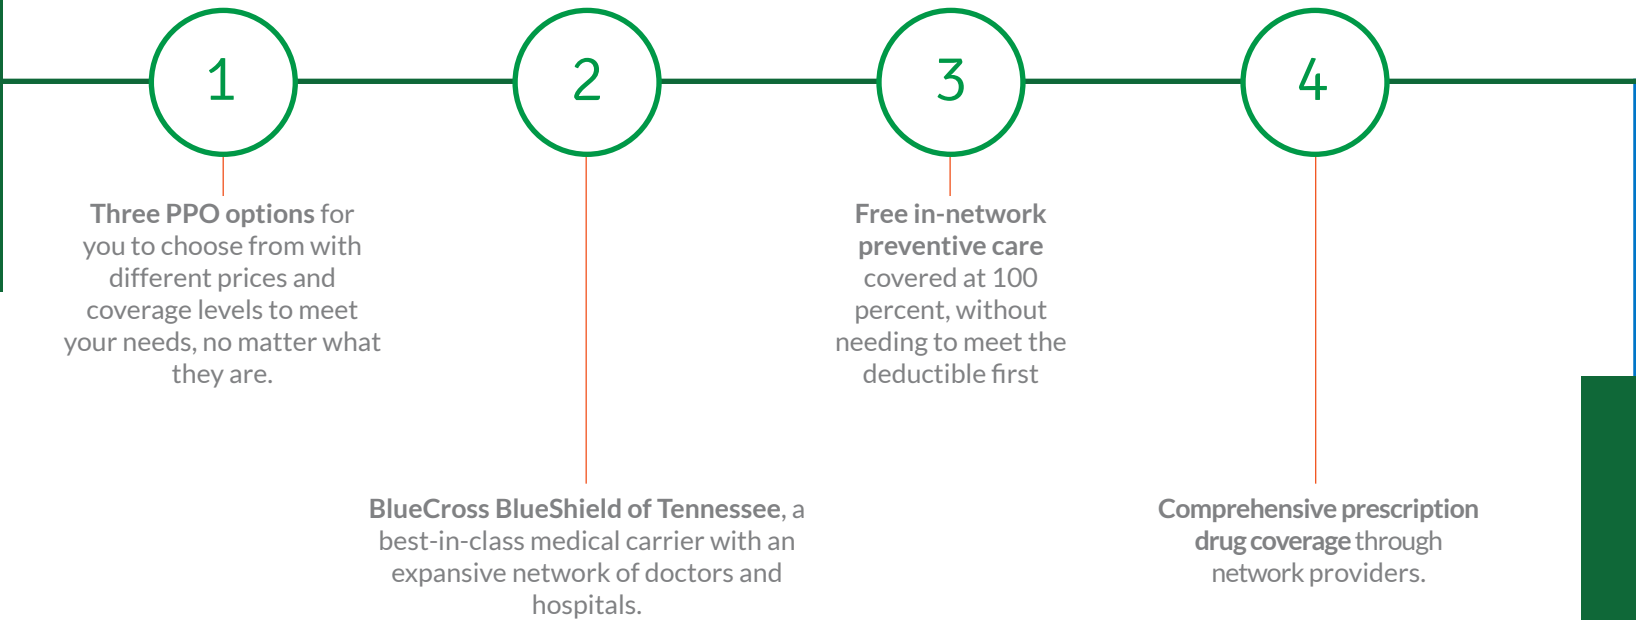 1
Three PPO options for
you to choose from with
different prices and
coverage levels to meet
your needs, no matter what
they are.
2
BlueCross BlueShield of Tennessee, a
best-in-class medical carrier with an
expansive network of doctors and
hospitals.
3
Free in-network
preventive care
covered at 100
percent, without
needing to meet the
deductible first
4
Comprehensive prescription
drug coverage through
network providers.